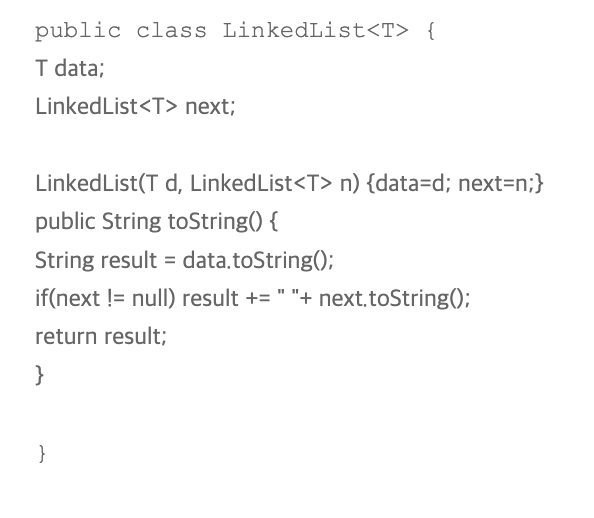 public class LinkedList<T> {
T data;
LinkedList<T> next;
LinkedList(T d, LinkedList<T> n) {data=d; next=n;}
public String toString() {
String result = data.toString();
if(next != null) result += " "+ next.toString();
return result;
}
}